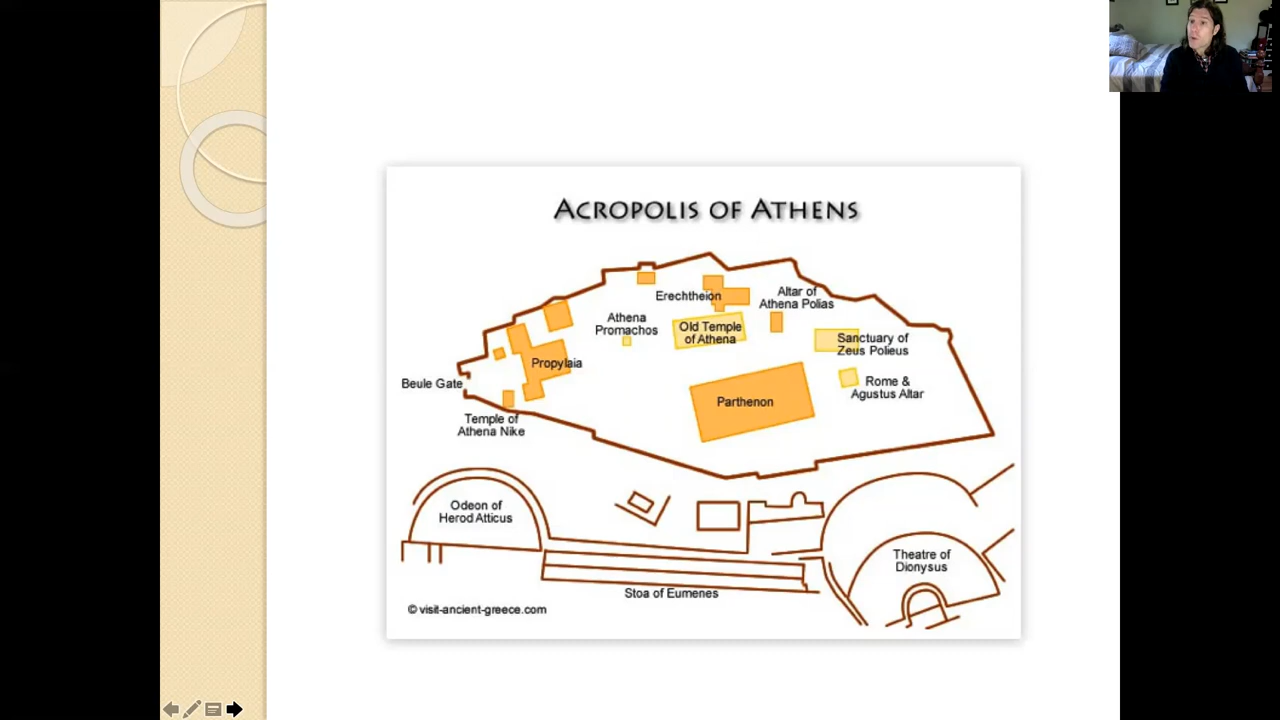 ACROPOLIS OF ATHENS
Erechtheion
Altar of
Athena Polias
Athena
Promachos
Old Temple
of Athena
Sanctuary of
Zeus Polieus
Propylaia
Beule Gate
Rome &
Agustus Altar
Parthenon
Temple of
Athena Nike
Odeon of
Herod Atticus
Theatre of
Dionysus
Stoa of Eumenes
© visit-ancient-greece.com